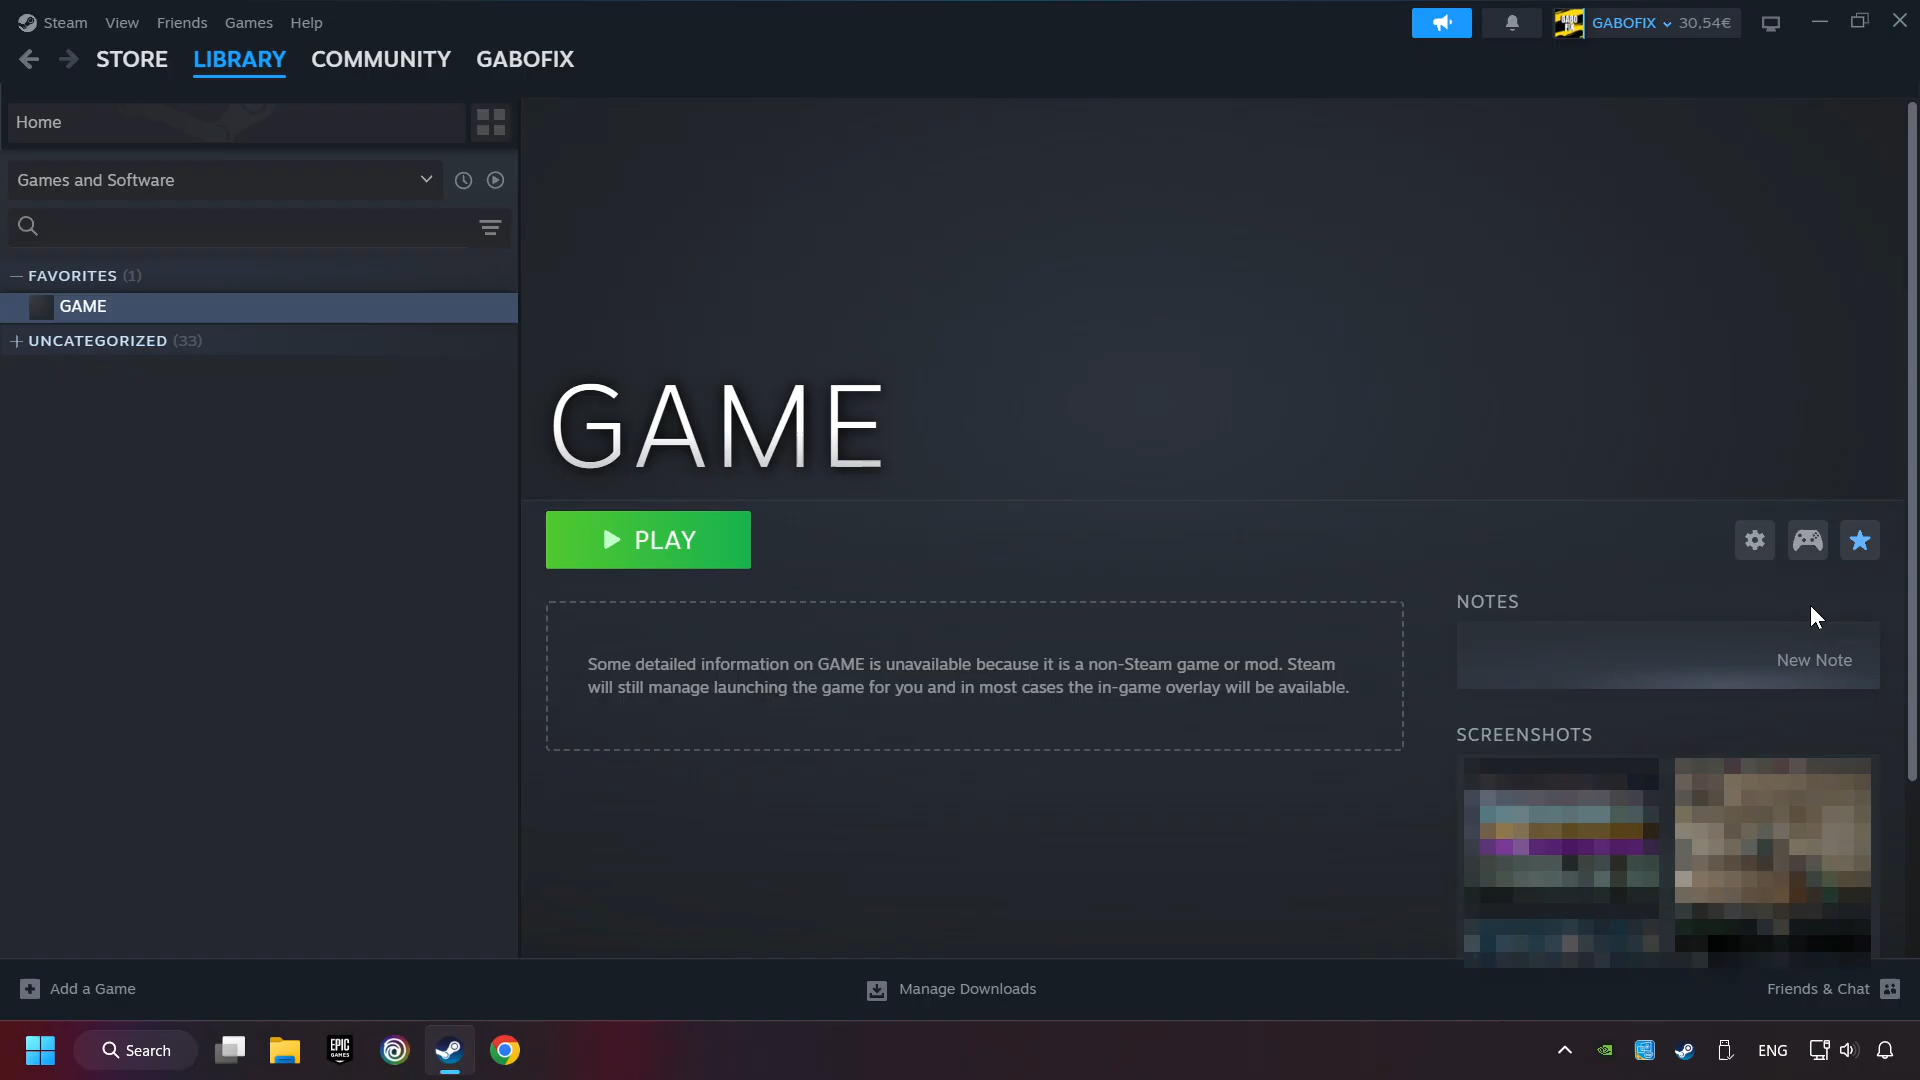 Steam View Friends Games Help
GABOFIX 30,54€
STORE LIBRARY COMMUNITY GABOFIX
Home
Games and Software
FAVORITES (1)
GAME
UNCATEGORIZED (33)
GAME
PLAY
NOTES
New Note
Some detailed information on GAME is unavailable because it is a non-Steam game or mod. Steam
will still manage launching the game for you and in most cases the in-game overlay will be available.
SCREENSHOTS
Add a Game
Manage Downloads
Friends & Chat
Search
EPIC
GAMES
ENG